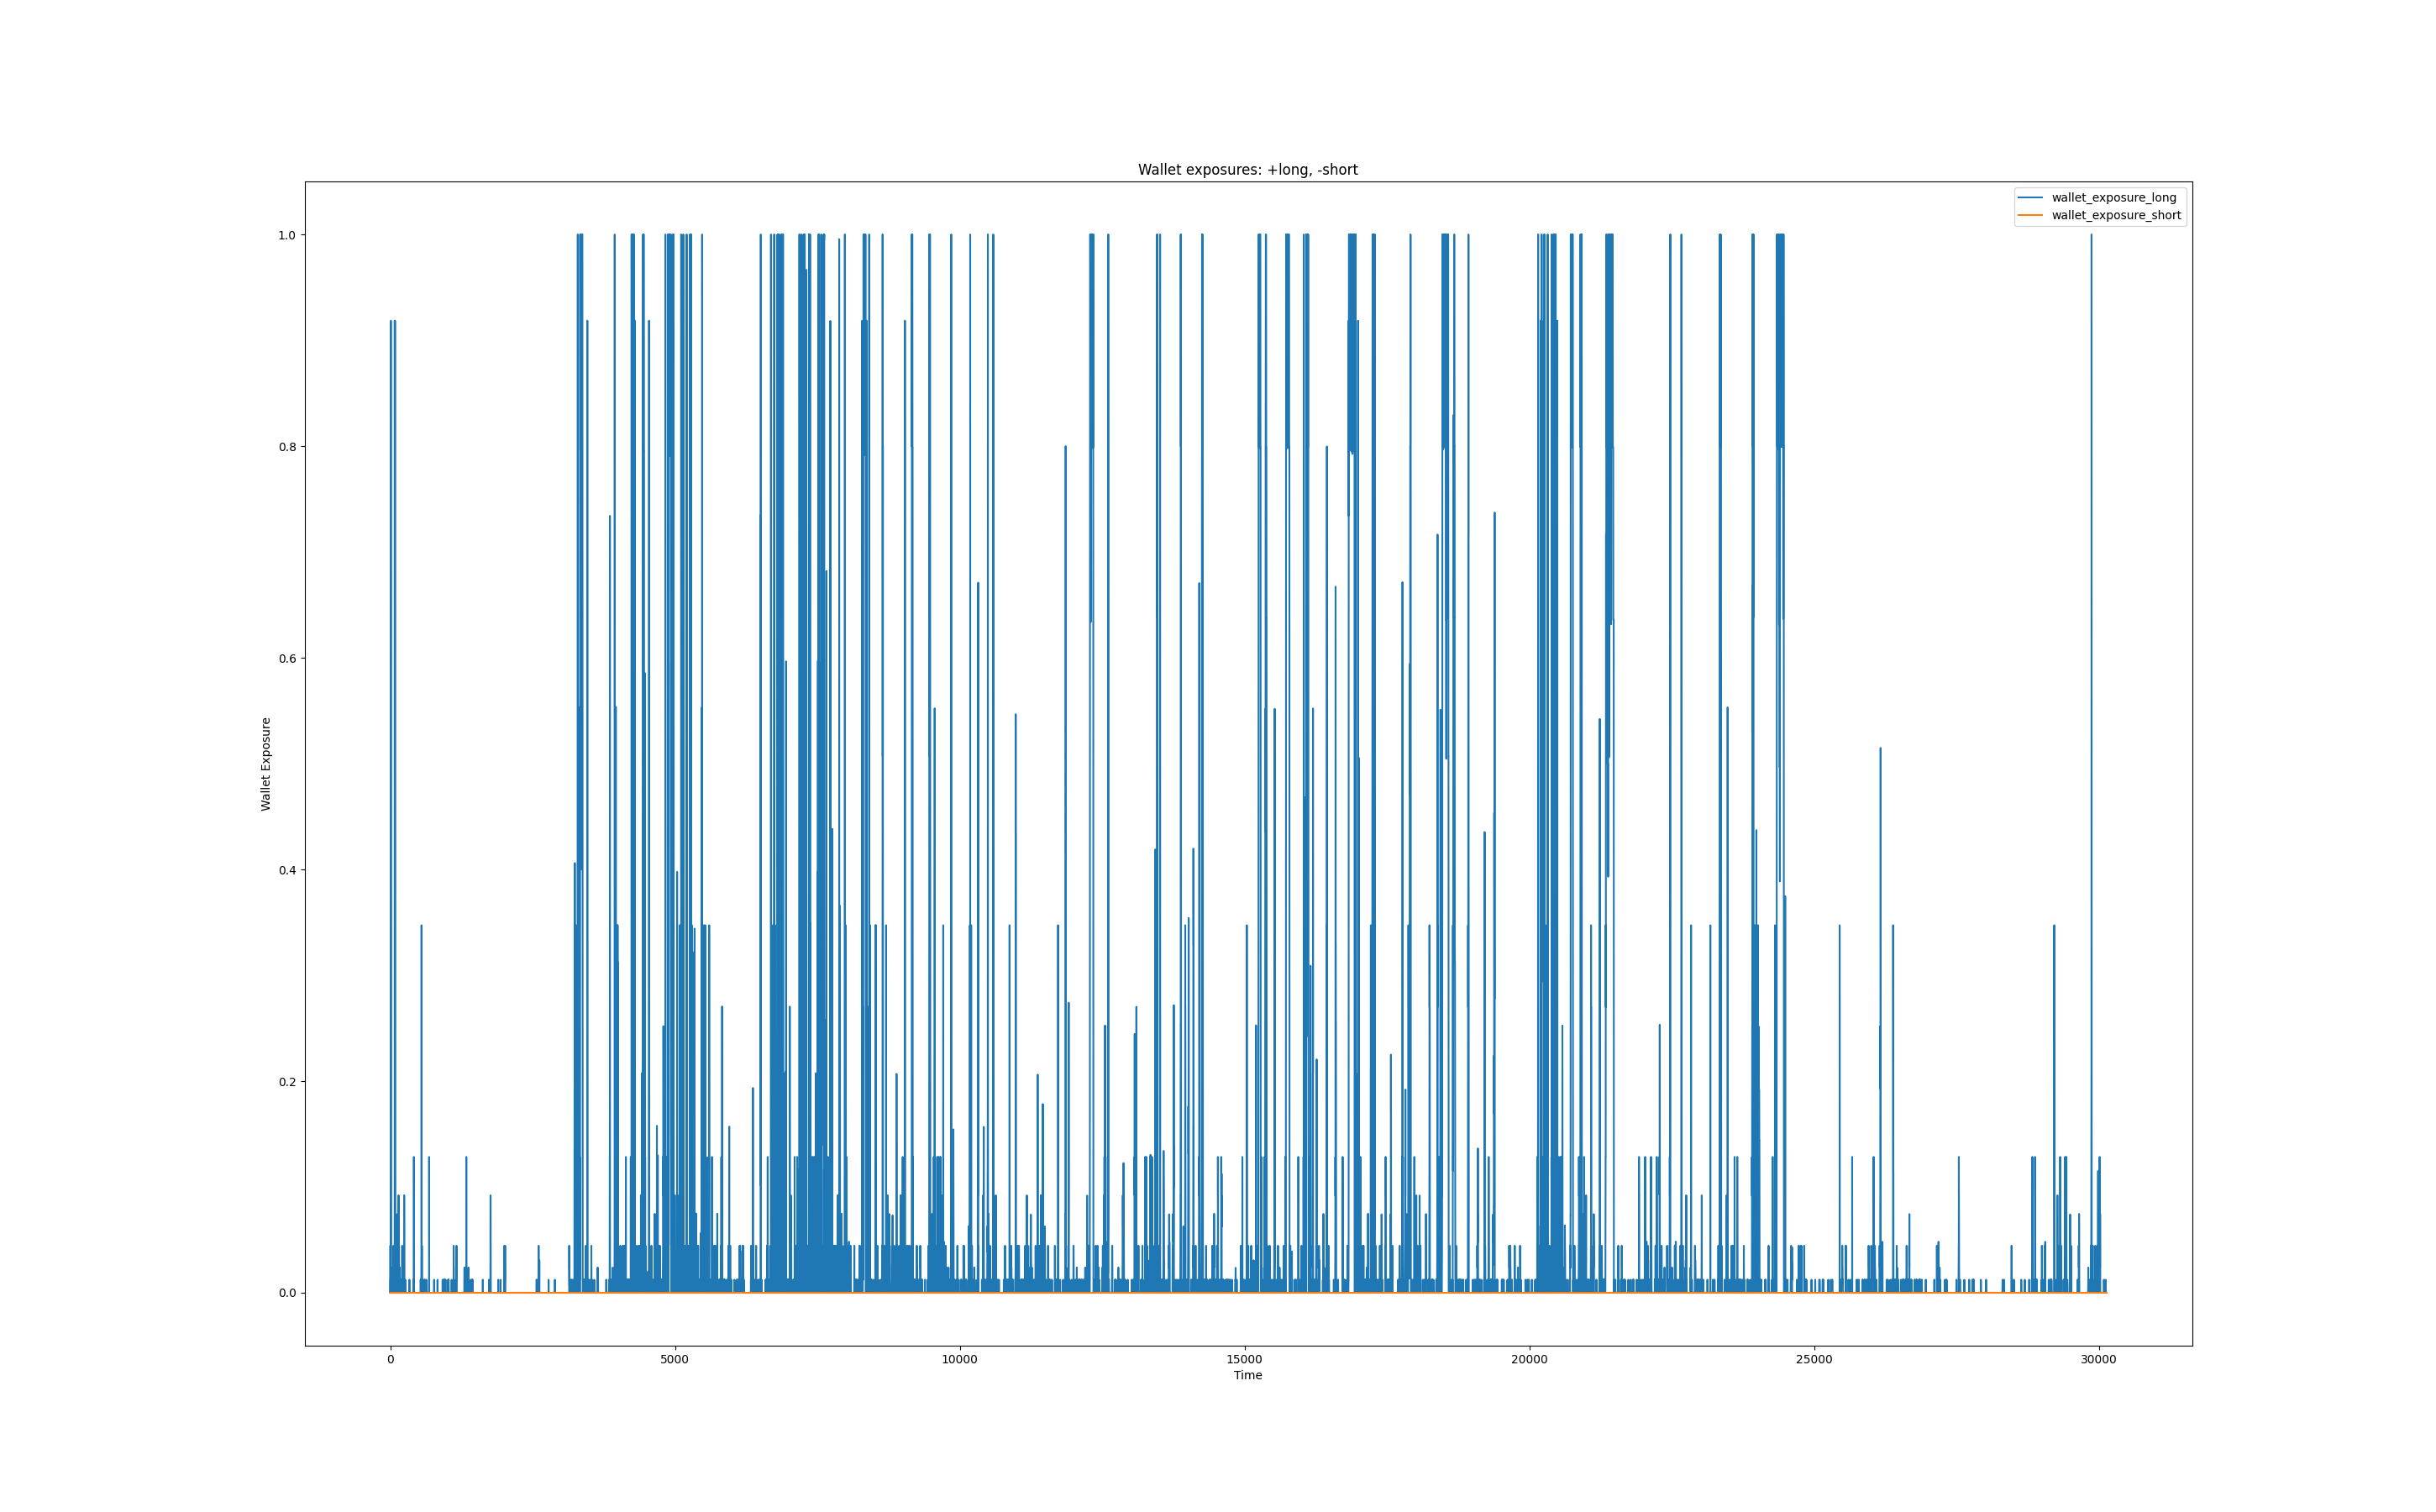 Wallet exposures: +long, -short
wallet_exposure_long
wallet_exposure_short
1.0
0.8
0.6
0.4
0.2
0.0
Wallet Exposure
0 5000 10000 15000 20000 25000 30000
Time